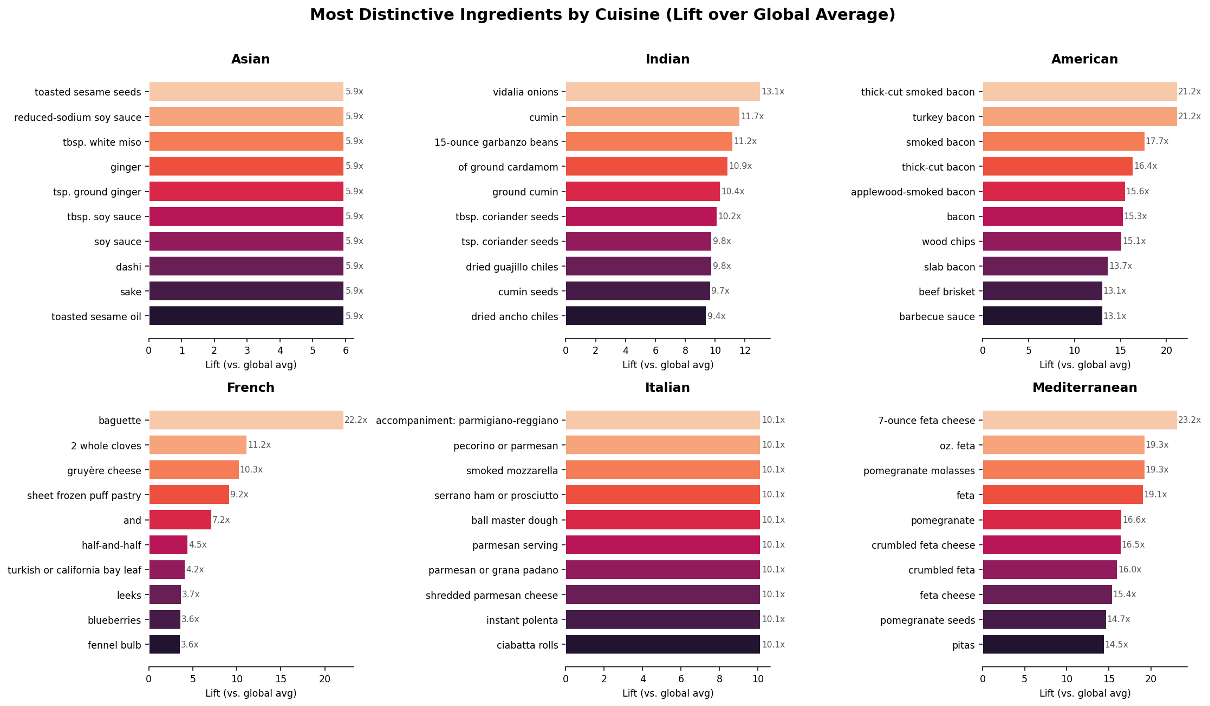 Most Distinctive Ingredients by Cuisine (Lift over Global Average)
Asian
toasted sesame seeds 5.9x
reduced-sodium soy sauce 5.9x
tbsp. white miso 5.9x
ginger 5.9x
tsp. ground ginger 5.9x
tbsp. soy sauce 5.9x
soy sauce 5.9x
dashi 5.9x
sake 5.9x
toasted sesame oil 5.9x
0 1 2 3 4 5 6
Lift (vs. global avg)
Indian
vidalia onions 13.1x
cumin 11.7x
15-ounce garbanzo beans 11.2x
of ground cardamom 10.9x
ground cumin 10.4x
tbsp. coriander seeds 10.2x
tsp. coriander seeds 9.8x
dried guajillo chiles 9.8x
cumin seeds 9.7x
dried ancho chiles 9.4x
0 2 4 6 8 10 12
Lift (vs. global avg)
American
thick-cut smoked bacon 21.2x
turkey bacon 21.2x
smoked bacon 17.7x
thick-cut bacon 16.4x
applewood-smoked bacon 15.6x
bacon 15.3x
wood chips 15.1x
slab bacon 13.7x
beef brisket 13.1x
barbecue sauce 13.1x
0 5 10 15 20
Lift (vs. global avg)
French
baguette 22.2x
2 whole cloves 11.2x
gruyère cheese 10.3x
sheet frozen puff pastry 9.2x
and 7.2x
half-and-half 4.5x
turkish or california bay leaf 4.2x
leeks 3.7x
blueberries 3.6x
fennel bulb 3.6x
0 5 10 15 20
Lift (vs. global avg)
Italian
accompaniment: parmigiano-reggiano 10.1x
pecorino or parmesan 10.1x
smoked mozzarella 10.1x
serrano ham or prosciutto 10.1x
ball master dough 10.1x
parmesan serving 10.1x
parmesan or grana padano 10.1x
shredded parmesan cheese 10.1x
instant polenta 10.1x
ciabatta rolls 10.1x
0 2 4 6 8 10
Lift (vs. global avg)
Mediterranean
7-ounce feta cheese 23.2x
oz. feta 19.3x
pomegranate molasses 19.3x
feta 19.1x
pomegranate 16.6x
crumbled feta cheese 16.5x
crumbled feta 16.0x
feta cheese 15.4x
pomegranate seeds 14.7x
pitas 14.5x
0 5 10 15 20
Lift (vs. global avg)